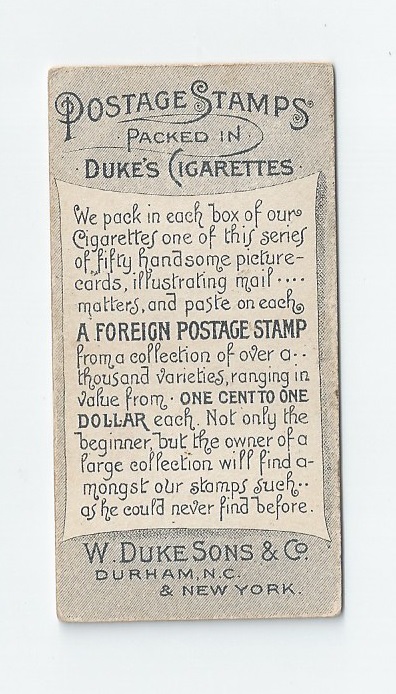 POSTAGE STAMPS
PACKED IN
DUKE'S CIGARETTES
We pack in each box of our
Cigarettes one of this series
of fifty handsome picture-
cards, illustrating mail ....
matters, and paste on each
A FOREIGN POSTAGE STAMP
from a collection of over a..
thousand varieties, ranging in
value from · ONE CENT TO ONE
DOLLAR each. Not only the
beginner, but the owner of a
large collection will find a-
mongst our stamps such..
as he could never find before.
W. DUKE SONS & CO.
DURHAM, N.C.
& NEW YORK.